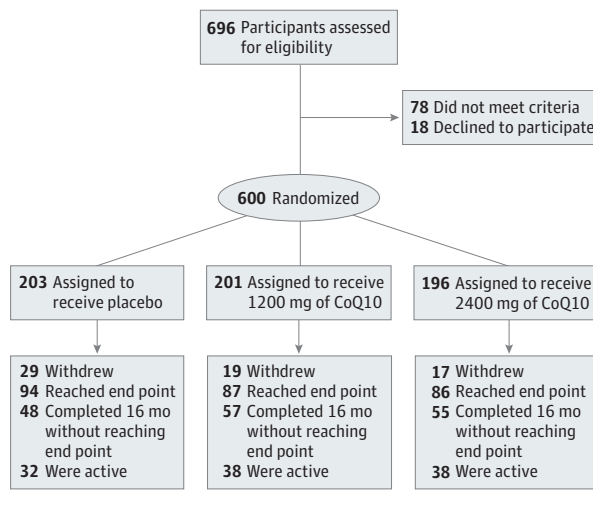 696 Participants assessed
for eligibility
78 Did not meet criteria
18 Declined to participate
600 Randomized
203 Assigned to
receive placebo
201 Assigned to receive
1200 mg of CoQ10
196 Assigned to receive
2400 mg of CoQ10
29 Withdrew
94 Reached end point
48 Completed 16 mo
without reaching
end point
32 Were active
19 Withdrew
87 Reached end point
57 Completed 16 mo
without reaching
end point
38 Were active
17 Withdrew
86 Reached end point
55 Completed 16 mo
without reaching
end point
38 Were active